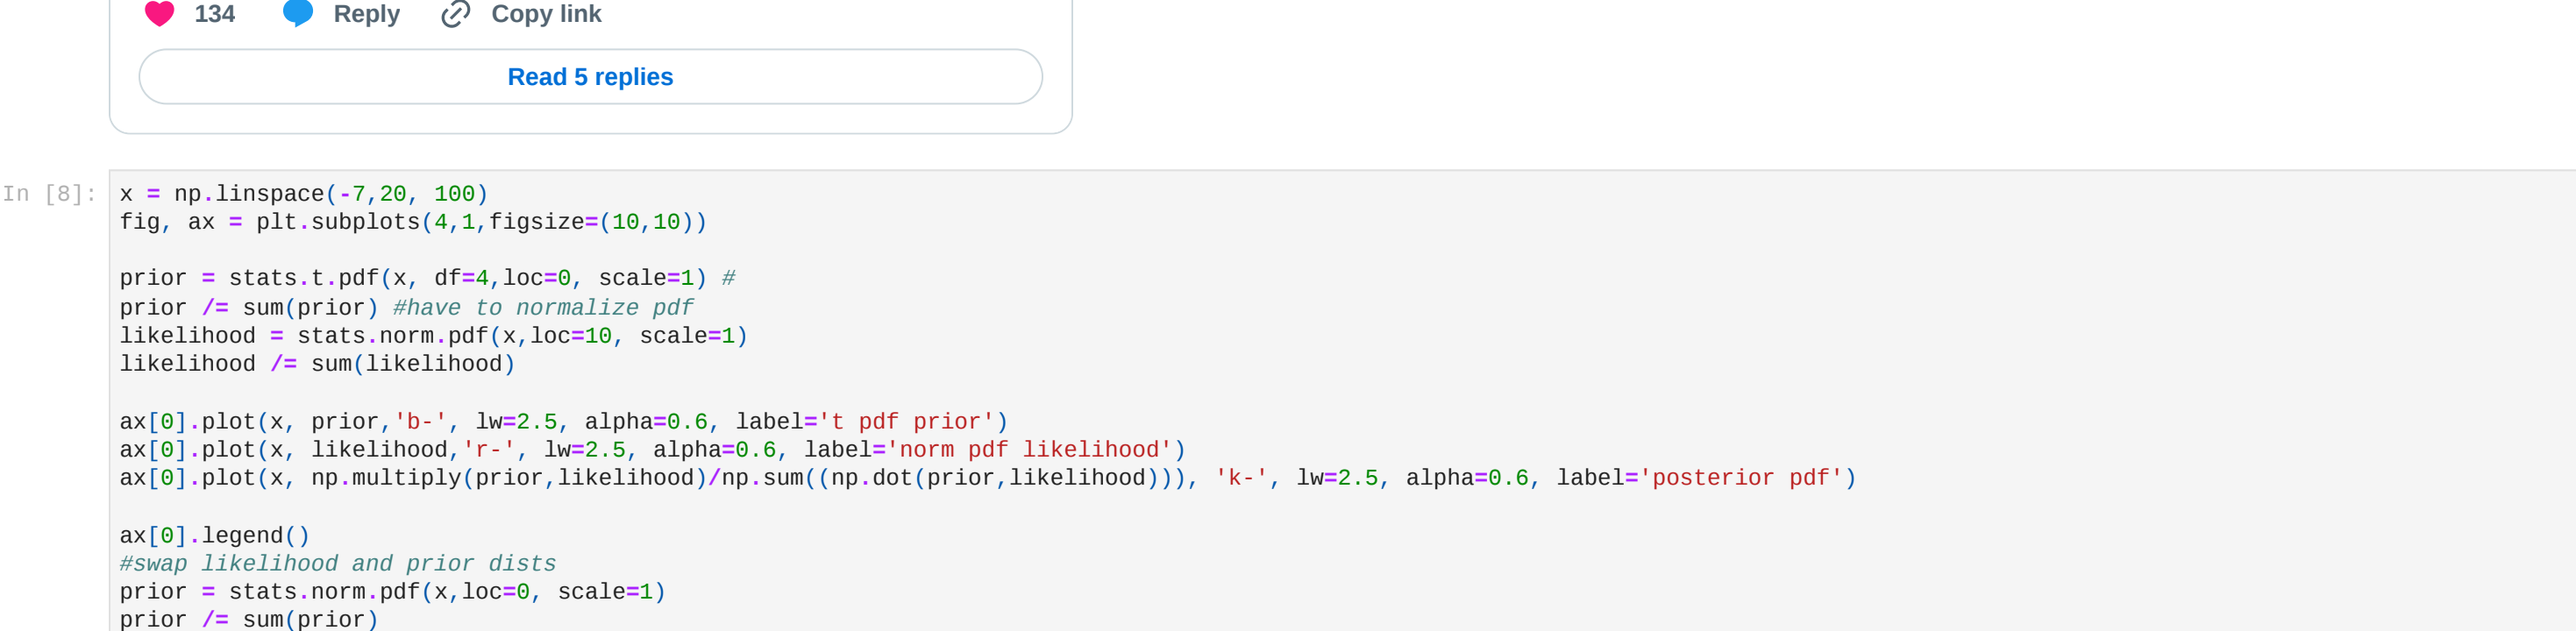 134 Reply Copy link
Read 5 replies
In [8]:
x = np.linspace(-7,20, 100)
fig, ax = plt.subplots(4,1,figsize=(10,10))
prior = stats.t.pdf(x, df=4,loc=0, scale=1) #
prior /= sum(prior) #have to normalize pdf
likelihood = stats.norm.pdf(x,loc=10, scale=1)
likelihood /= sum(likelihood)
ax[0].plot(x, prior,'b-', lw=2.5, alpha=0.6, label='t pdf prior')
ax[0].plot(x, likelihood,'r-', lw=2.5, alpha=0.6, label='norm pdf likelihood')
ax[0].plot(x, np.multiply(prior,likelihood)/np.sum((np.dot(prior,likelihood))), 'k-', lw=2.5, alpha=0.6, label='posterior pdf')
ax[0].legend()
#swap likelihood and prior dists
prior = stats.norm.pdf(x,loc=0, scale=1)
prior /= sum(prior)